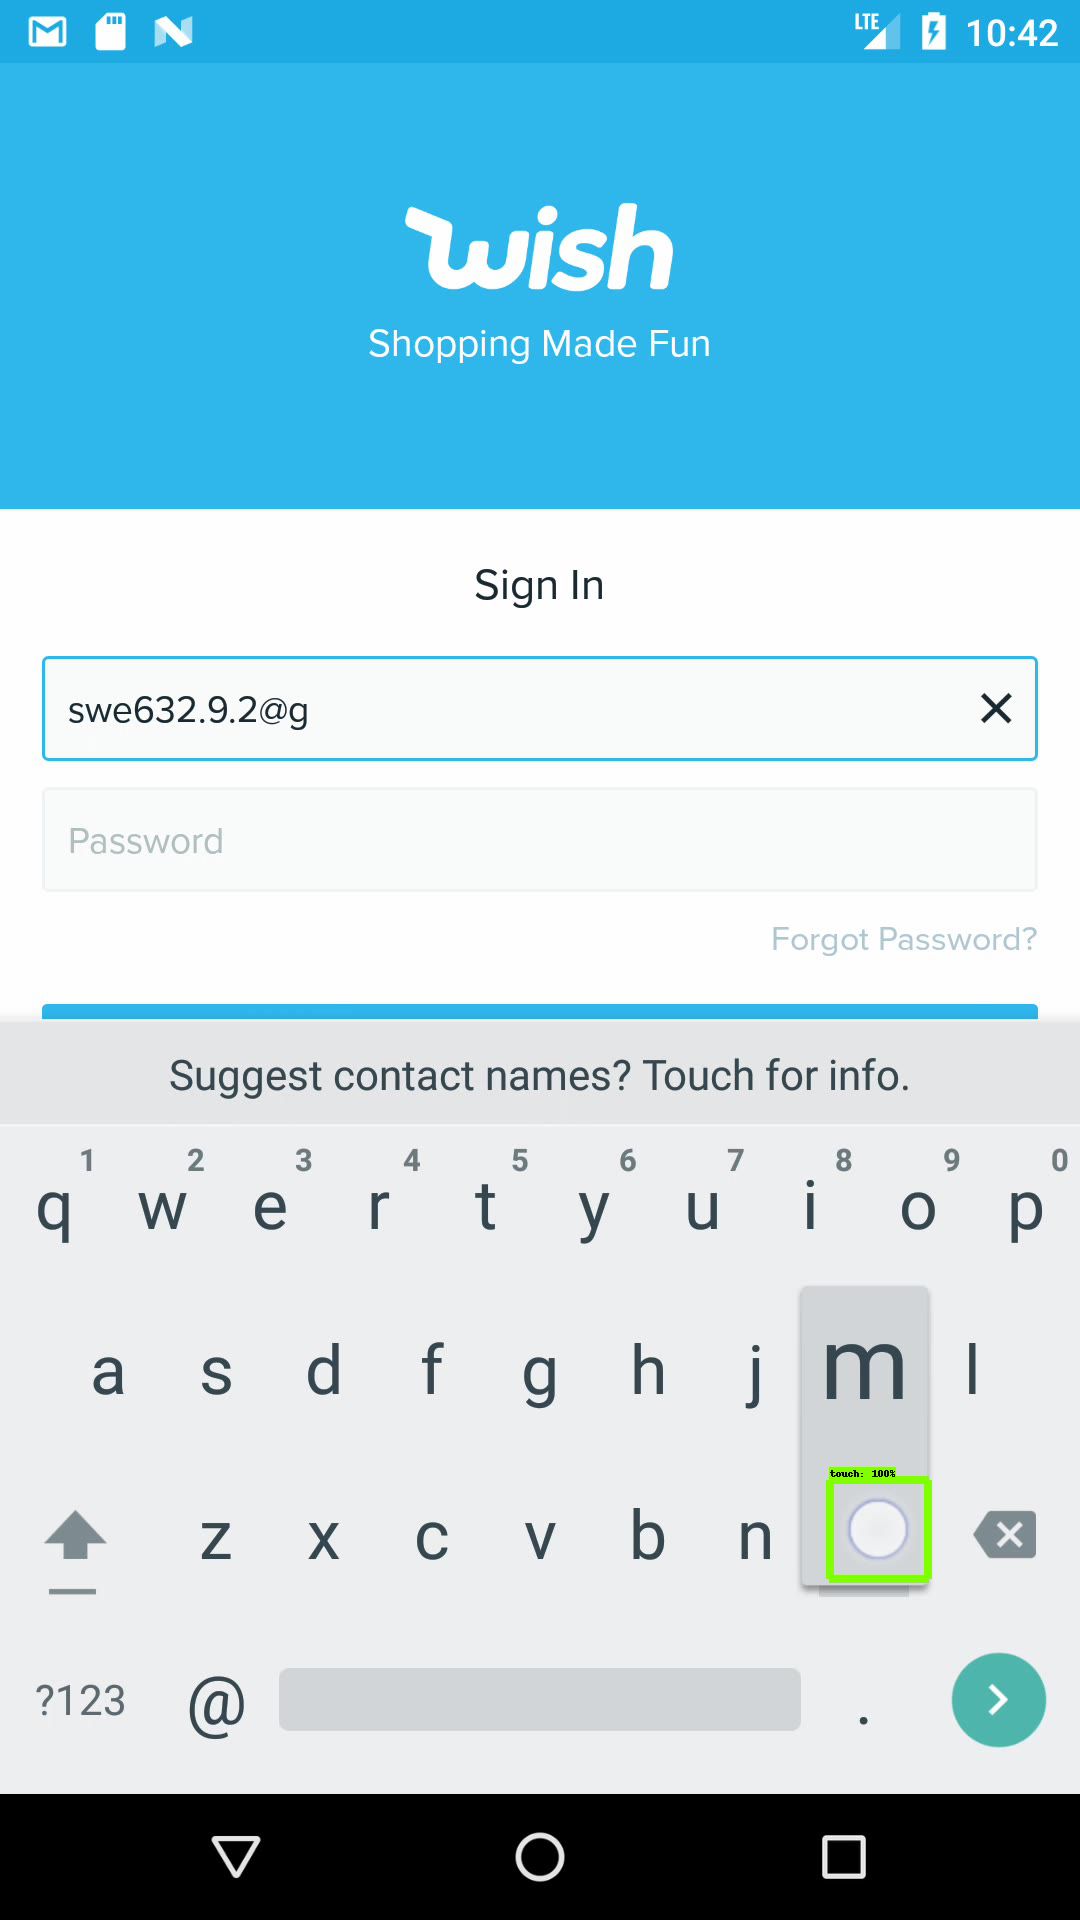 LTE 10:42
wish
Shopping Made Fun
Sign In
swe632.9.2@g
Password
Forgot Password?
Suggest contact names? Touch for info.
1 2 3 4 5 6 7 8 9 0
q w e r t y u i o p
a s d f g h j m l
touch: 100%
z x c v b n
?123 @ .